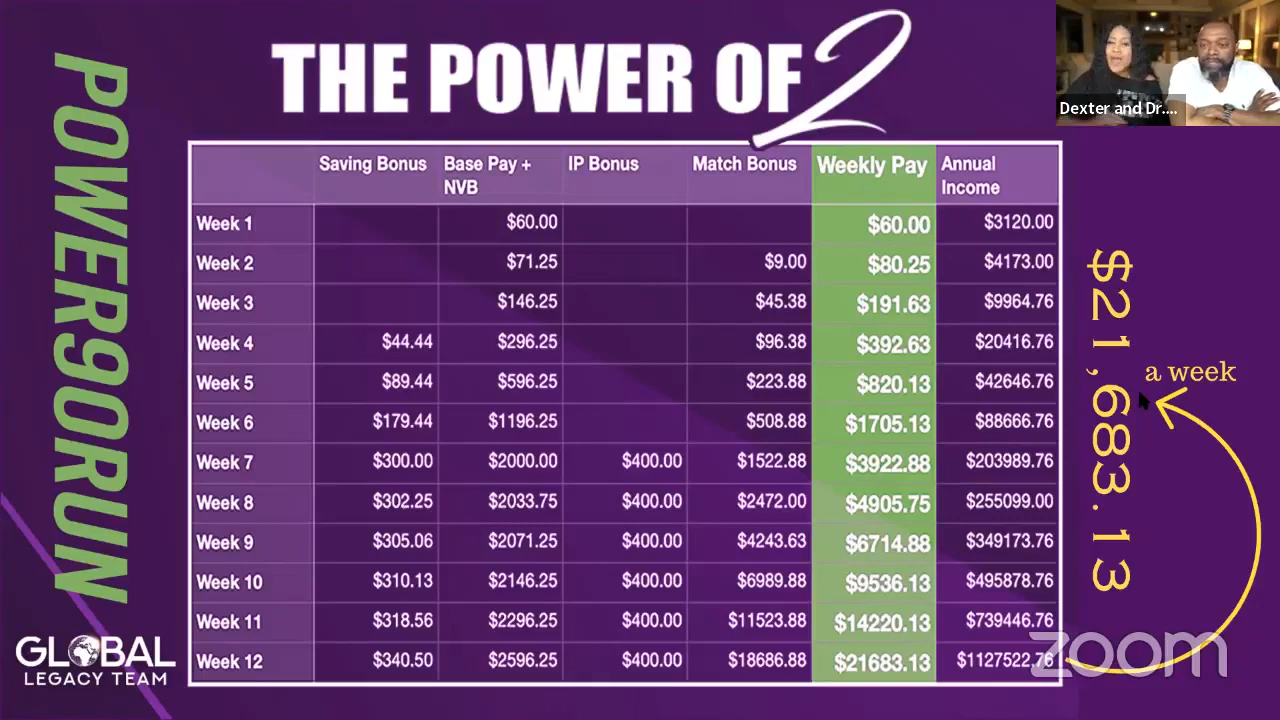 THE POWER OF 2
Dexter and Dr....
POWER90RUN
Saving Bonus Base Pay + NVB IP Bonus Match Bonus Weekly Pay Annual Income
Week 1 $60.00 $60.00 $3120.00
Week 2 $71.25 $9.00 $80.25 $4173.00
Week 3 $146.25 $45.38 $191.63 $9964.76
Week 4 $44.44 $296.25 $96.38 $392.63 $20416.76
Week 5 $89.44 $596.25 $223.88 $820.13 $42646.76
Week 6 $179.44 $1196.25 $508.88 $1705.13 $88666.76
Week 7 $300.00 $2000.00 $400.00 $1522.88 $3922.88 $203989.76
Week 8 $302.25 $2033.75 $400.00 $2472.00 $4905.75 $255099.00
Week 9 $305.06 $2071.25 $400.00 $4243.63 $6714.88 $349173.76
Week 10 $310.13 $2146.25 $400.00 $6989.88 $9536.13 $495878.76
Week 11 $318.56 $2296.25 $400.00 $11523.88 $14220.13 $739446.76
Week 12 $340.50 $2596.25 $400.00 $18686.88 $21683.13 $1127522.76
$21,683.13
a week
GLOBAL
LEGACY TEAM
zoom